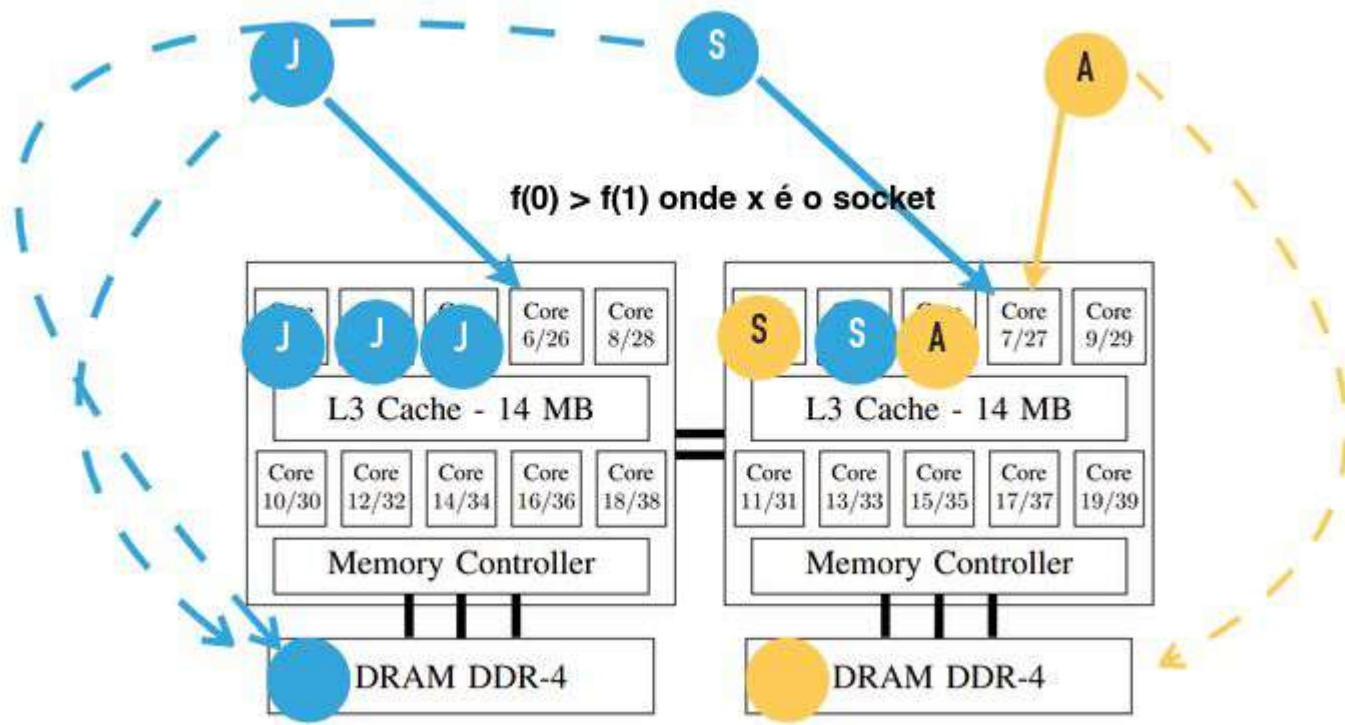 J
S
A
f(0) > f(1) onde x é o socket
J
J
J
Core
6/26
Core
8/28
S
S
A
Core
7/27
Core
9/29
L3 Cache - 14 MB
L3 Cache - 14 MB
Core
10/30
Core
12/32
Core
14/34
Core
16/36
Core
18/38
Core
11/31
Core
13/33
Core
15/35
Core
17/37
Core
19/39
Memory Controller
Memory Controller
DRAM DDR-4
DRAM DDR-4